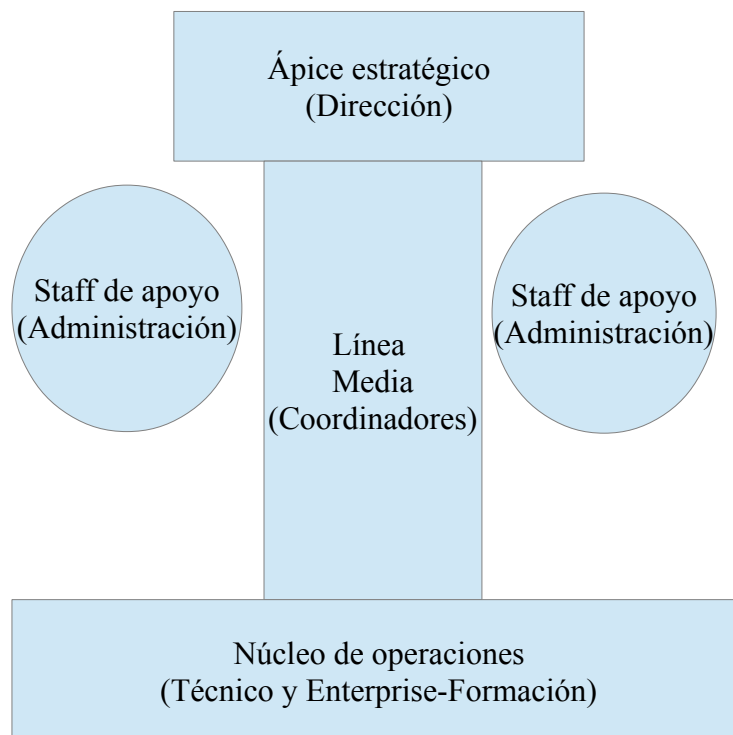 Ápice estratégico
(Dirección)
Staff de apoyo
(Administración)
Línea
Media
(Coordinadores)
Staff de apoyo
(Administración)
Núcleo de operaciones
(Técnico y Enterprise-Formación)